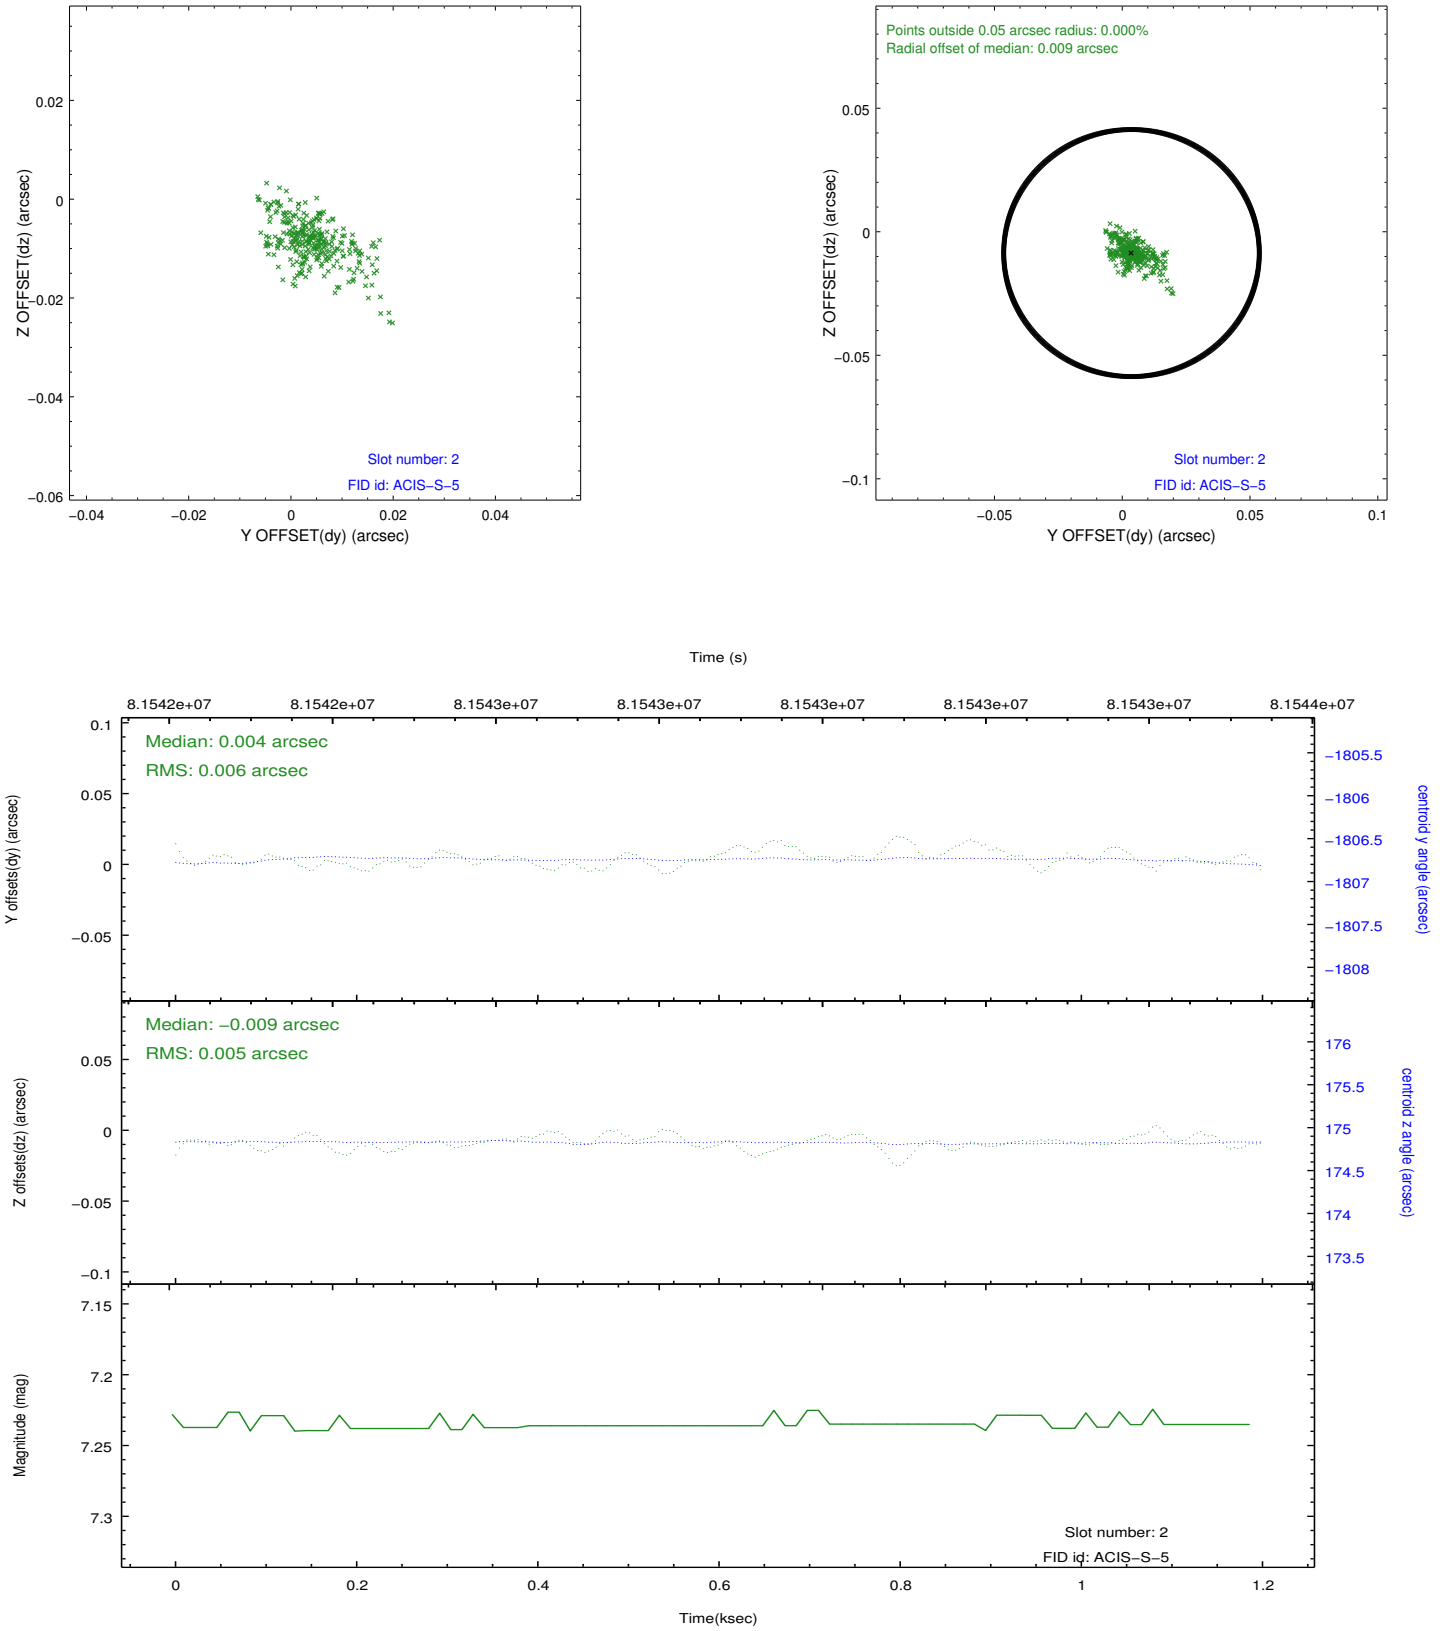 0.02
0
−0.02
−0.04
−0.06
Z OFFSET(dz) (arcsec)
Slot number: 2
FID id: ACIS−S−5
−0.04 −0.02 0 0.02 0.04
Y OFFSET(dy) (arcsec)
Points outside 0.05 arcsec radius: 0.000%
Radial offset of median: 0.009 arcsec
0.05
0
−0.05
−0.1
Z OFFSET(dz) (arcsec)
Slot number: 2
FID id: ACIS−S−5
−0.05 0 0.05 0.1
Y OFFSET(dy) (arcsec)
Time (s)
8.1542e+07 8.1542e+07 8.1543e+07 8.1543e+07 8.1543e+07 8.1543e+07 8.1543e+07 8.1544e+07
Median: 0.004 arcsec
RMS: 0.006 arcsec
0.1
0.05
0
−0.05
Y offsets(dy) (arcsec)
−1805.5
−1806
−1806.5
−1807
−1807.5
−1808
centroid y angle (arcsec)
Median: −0.009 arcsec
RMS: 0.005 arcsec
0.05
0
−0.05
−0.1
Z offsets(dz) (arcsec)
176
175.5
175
174.5
174
173.5
centroid z angle (arcsec)
7.15
7.2
7.25
7.3
Magnitude (mag)
Slot number: 2
FID id: ACIS−S−5
0 0.2 0.4 0.6 0.8 1 1.2
Time(ksec)